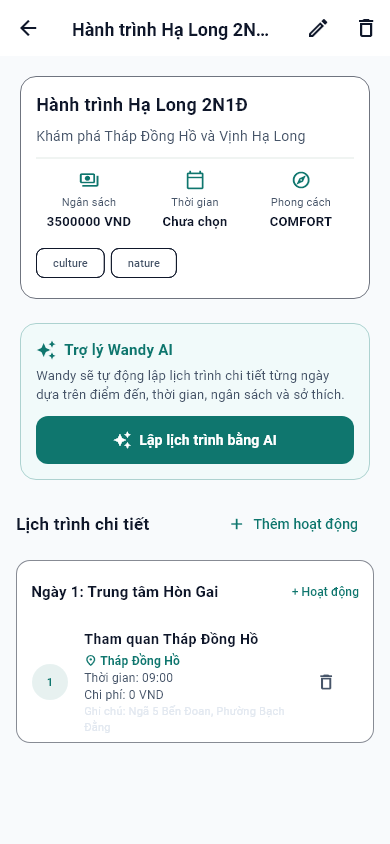 Hành trình Hạ Long 2N...
Hành trình Hạ Long 2N1Đ
Khám phá Tháp Đồng Hồ và Vịnh Hạ Long
Ngân sách
Thời gian
Phong cách
3500000 VND
Chưa chọn
COMFORT
culture
nature
Trợ lý Wandy AI
Wandy sẽ tự động lập lịch trình chi tiết từng ngày
dựa trên điểm đến, thời gian, ngân sách và sở thích.
Lập lịch trình bằng AI
Lịch trình chi tiết
Thêm hoạt động
Ngày 1: Trung tâm Hòn Gai
+ Hoạt động
Tham quan Tháp Đồng Hồ
1
Tháp Đồng Hồ
Thời gian: 09:00
Chi phí: 0 VND
Ghi chú: Ngã 5 Bến Đoan, Phường Bạch
Đằng